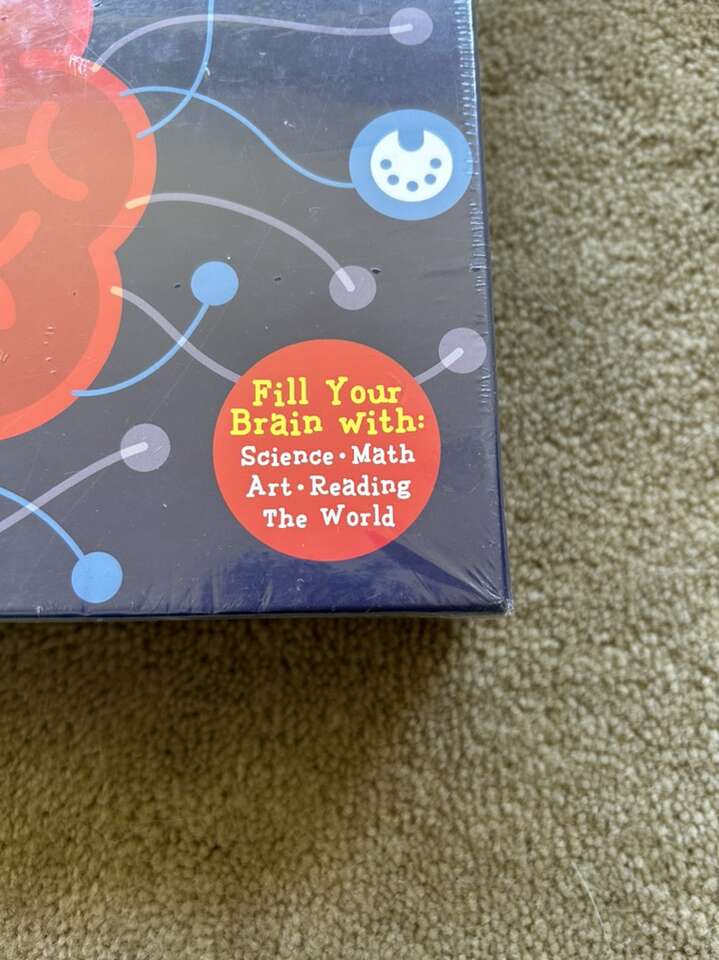 Fill Your
Brain with:
Science • Math
Art • Reading
The World